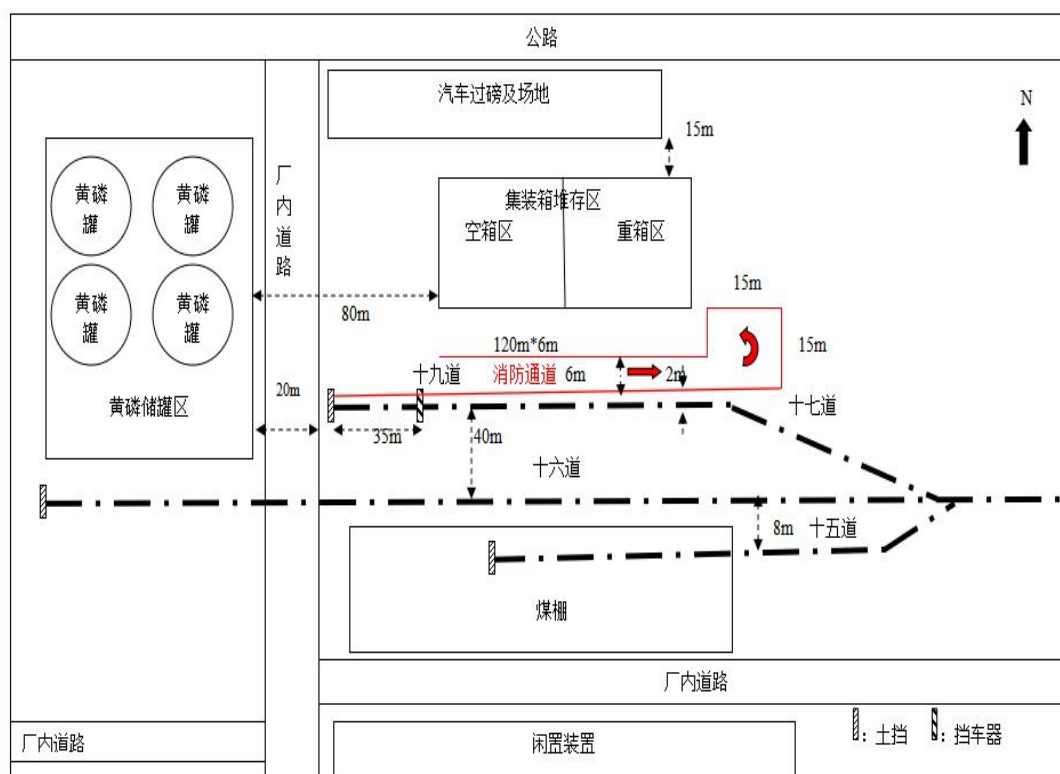 公路
汽车过磅及场地
N
15m
厂
内
道
路
集装箱堆存区
空箱区
重箱区
黄磷
罐
黄磷
罐
黄磷
罐
黄磷
罐
80m
15m
15m
120m*6m
消防通道
6m
2m
十九道
20m
黄磷储罐区
35m
40m
十七道
十六道
8m
十五道
煤棚
厂内道路
厂内道路
闲置装置
：土挡
：挡车器